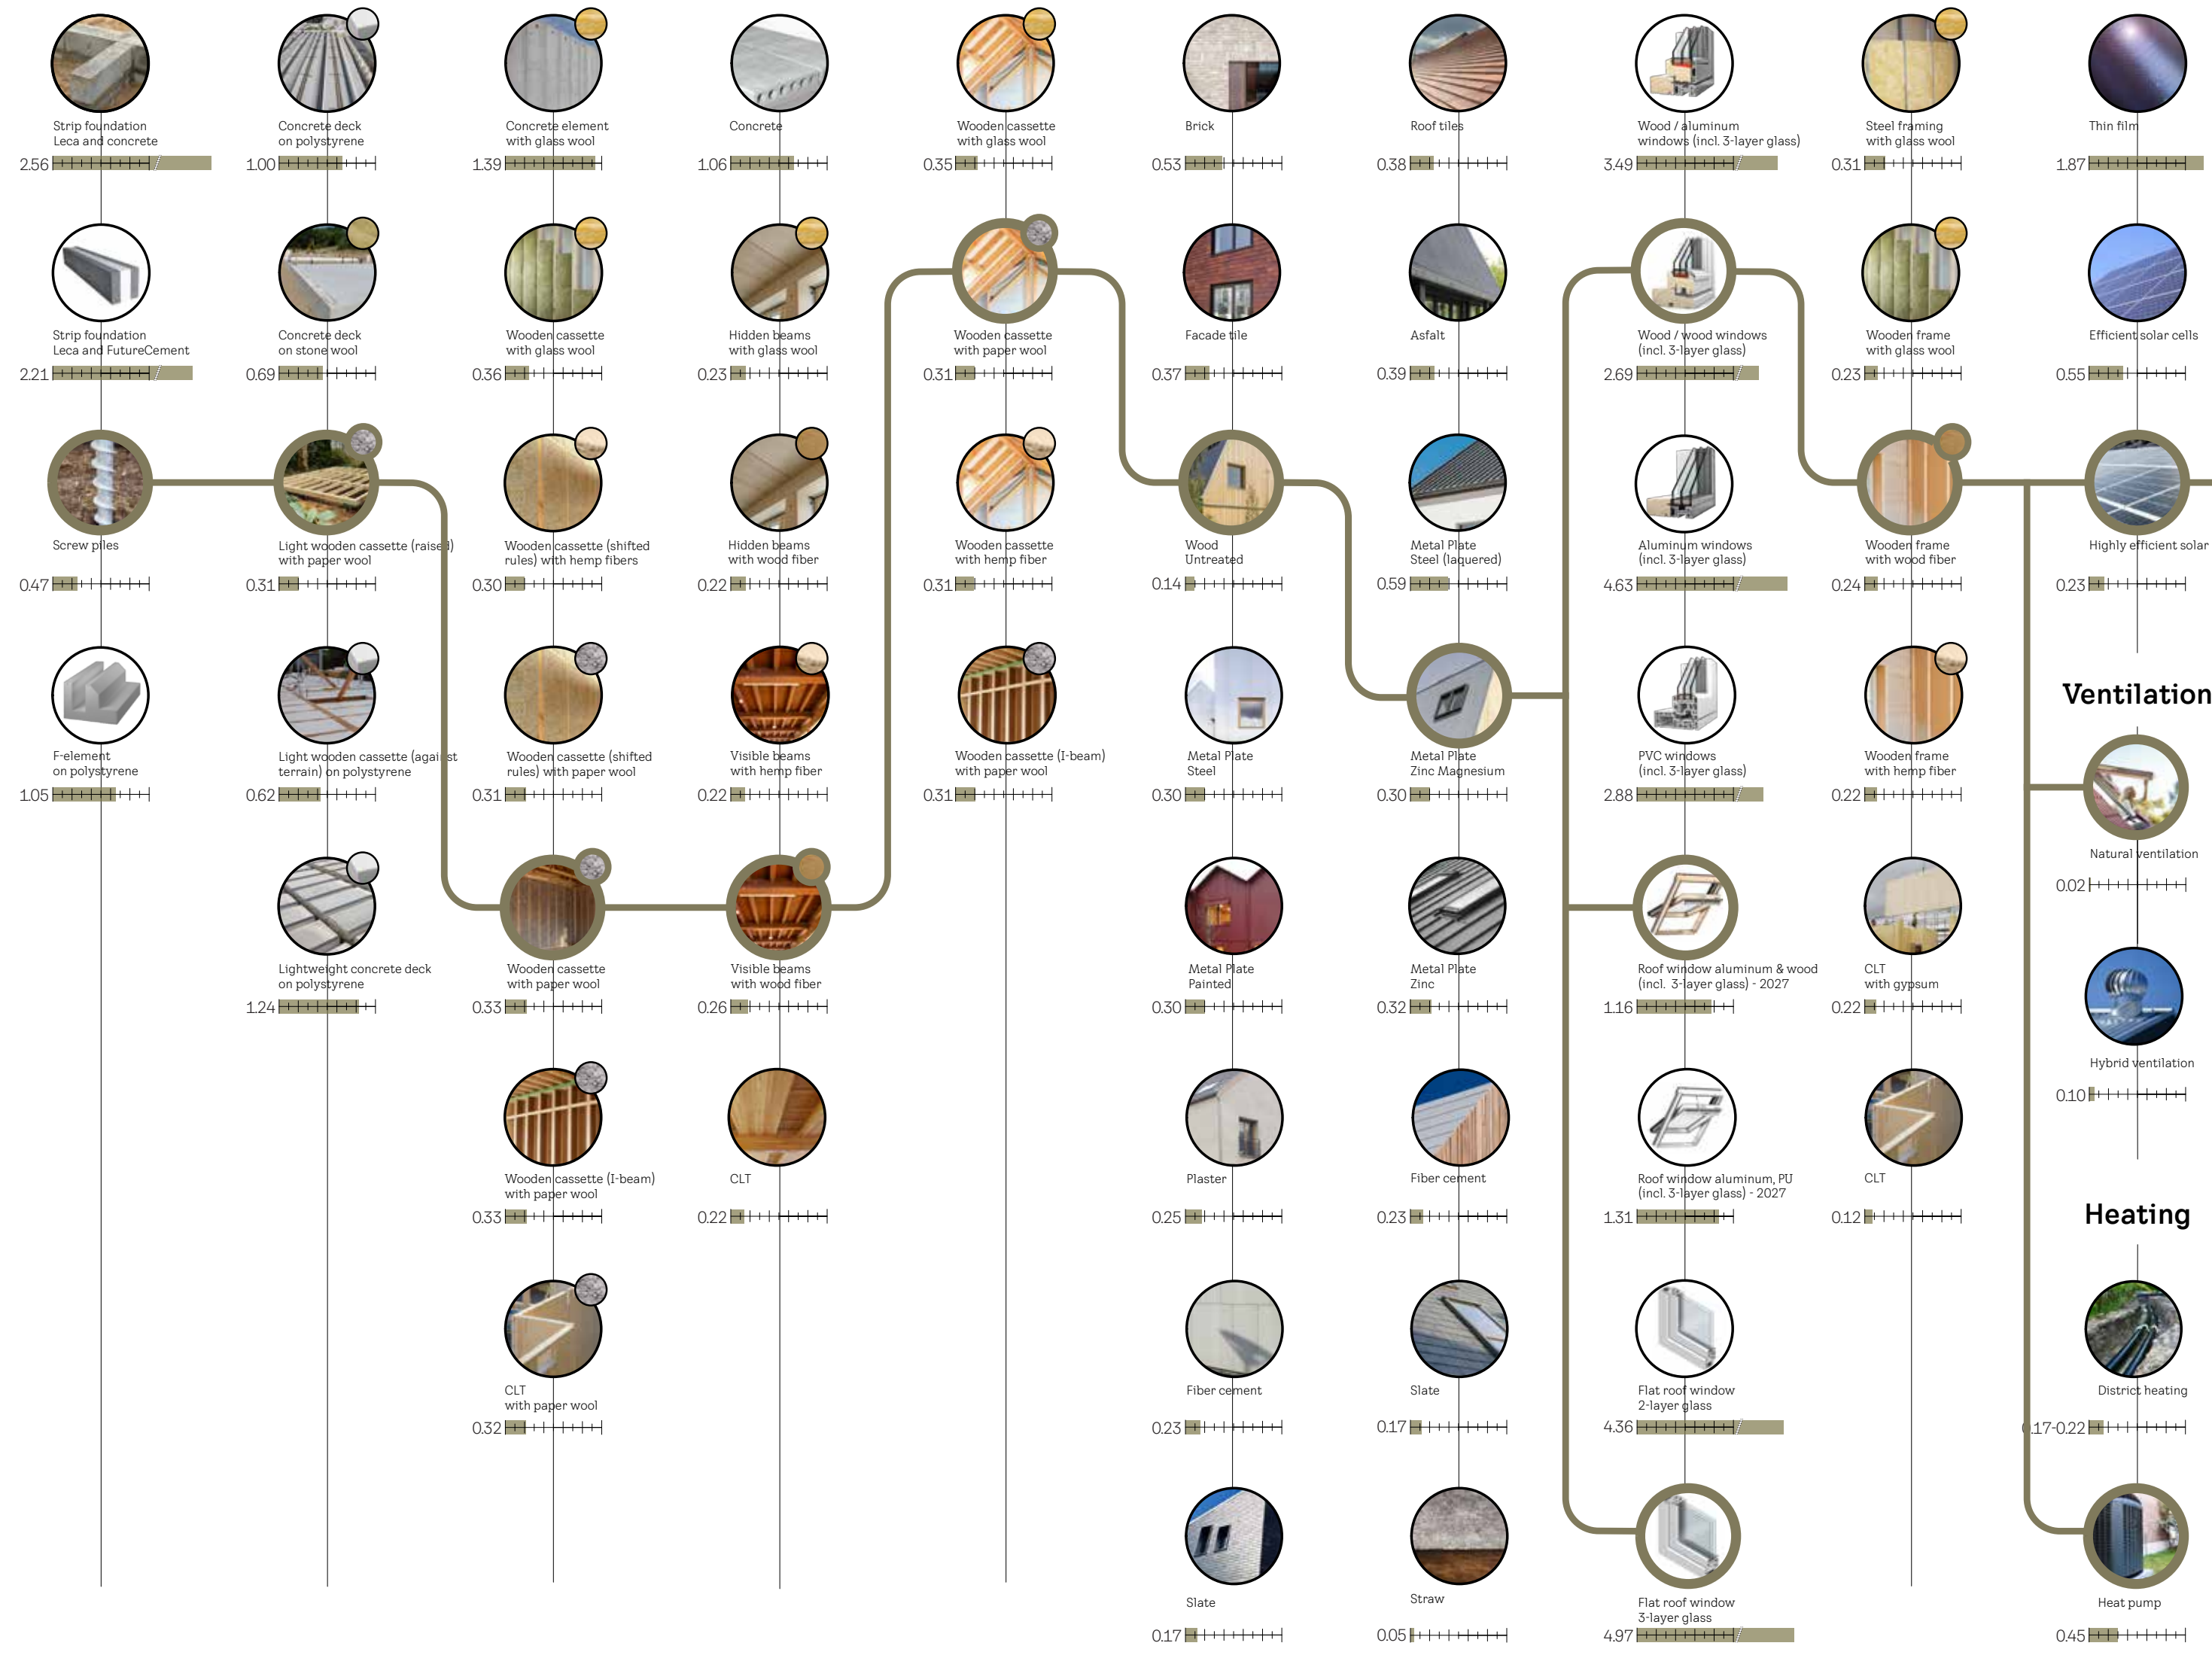 Strip foundation
Leca and concrete
2.56
Concrete deck
on polystyrene
1.00
Concrete element
with glass wool
1.39
Concrete
1.06
Wooden cassette
with glass wool
0.35
Brick
0.53
Roof tiles
0.38
Wood / aluminum
windows (incl. 3-layer glass)
3.49
Steel framing
with glass wool
0.31
Thin film
1.87
Strip foundation
Leca and FutureCement
2.21
Concrete deck
on stone wool
0.69
Wooden cassette
with glass wool
0.36
Hidden beams
with glass wool
0.23
Wooden cassette
with paper wool
0.31
Facade tile
0.37
Asfalt
0.39
Wood / wood windows
(incl. 3-layer glass)
2.69
Wooden frame
with glass wool
0.23
Efficient solar cells
0.55
Screw piles
0.47
Light wooden cassette (raised)
with paper wool
0.31
Wooden cassette (shifted
rules) with hemp fibers
0.30
Hidden beams
with wood fiber
0.22
Wooden cassette
with hemp fiber
0.31
Wood
Untreated
0.14
Metal Plate
Steel (laquered)
0.59
Aluminum windows
(incl. 3-layer glass)
4.63
Wooden frame
with wood fiber
0.24
Highly efficient solar
0.23
F-element
on polystyrene
1.05
Light wooden cassette (against
terrain) on polystyrene
0.62
Wooden cassette (shifted
rules) with paper wool
0.31
Visible beams
with hemp fiber
0.22
Wooden cassette (I-beam)
with paper wool
0.31
Metal Plate
Steel
0.30
Metal Plate
Zinc Magnesium
0.30
PVC windows
(incl. 3-layer glass)
2.88
Wooden frame
with hemp fiber
0.22
Ventilation
Natural ventilation
0.02
Lightweight concrete deck
on polystyrene
1.24
Wooden cassette
with paper wool
0.33
Visible beams
with wood fiber
0.26
Metal Plate
Painted
0.30
Metal Plate
Zinc
0.32
Roof window aluminum & wood
(incl. 3-layer glass) - 2027
1.16
CLT
with gypsum
0.22
Hybrid ventilation
0.10
Wooden cassette (I-beam)
with paper wool
0.33
CLT
0.22
Plaster
0.25
Fiber cement
0.23
Roof window aluminum, PU
(incl. 3-layer glass) - 2027
1.31
CLT
0.12
Heating
CLT
with paper wool
0.32
Fiber cement
0.23
Slate
0.17
Flat roof window
2-layer glass
4.36
District heating
0.17-0.22
Slate
0.17
Straw
0.05
Flat roof window
3-layer glass
4.97
Heat pump
0.45